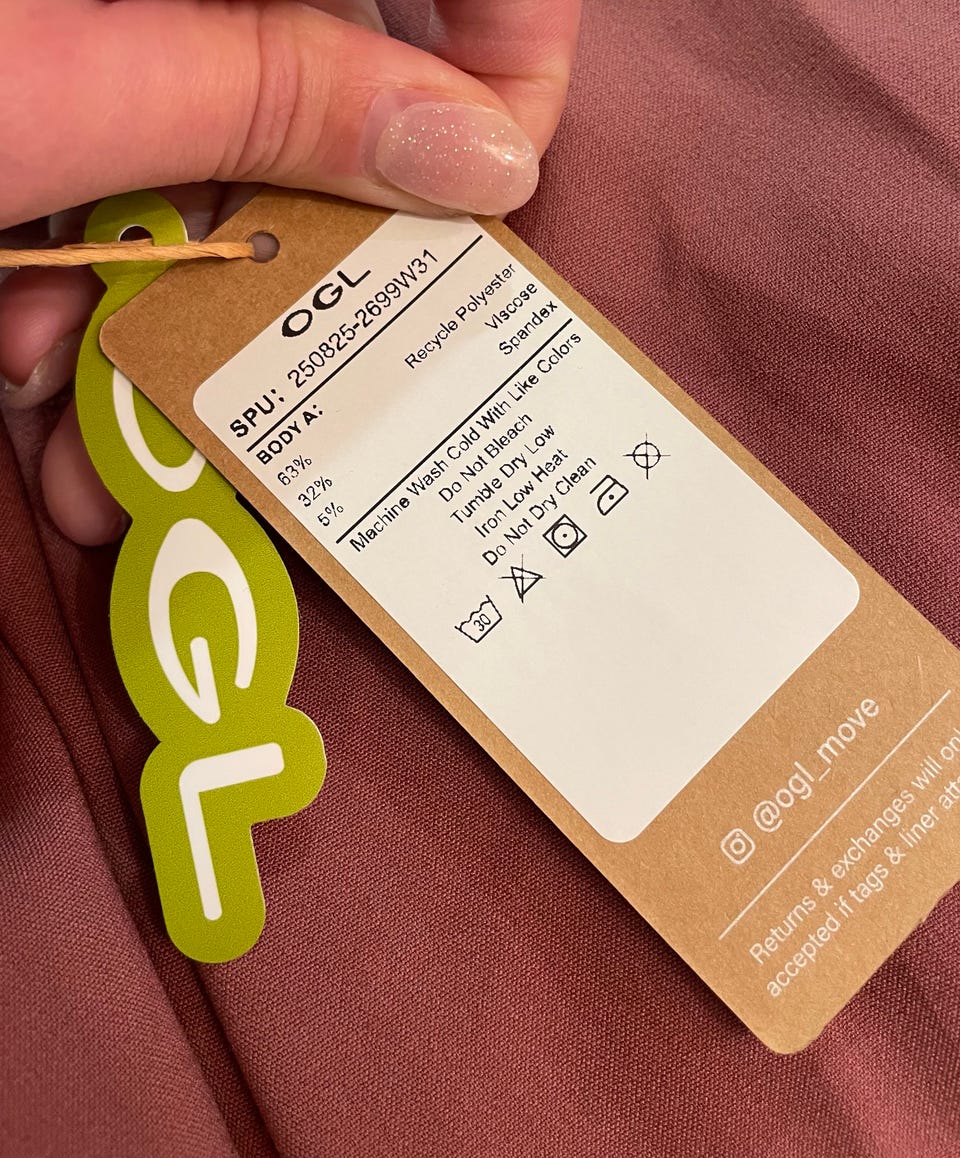 OGL
OGL
SPU: 250825-2699W31
BODY A:
63% Recycle Polyester
32% Viscose
5% Spandex
Machine Wash Cold With Like Colors
Do Not Bleach
Tumble Dry Low
Iron Low Heat
Do Not Dry Clean
30
@ogl_move
Returns & exchanges will
accepted if tags & liner